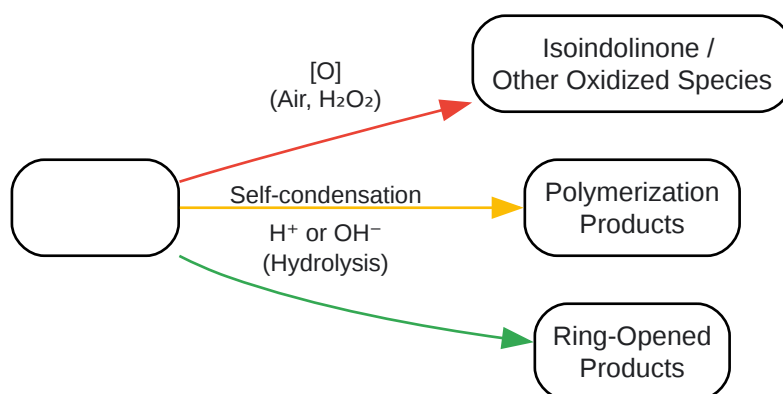 [O]
(Air, H₂O₂)
Isoindolinone /
Other Oxidized Species
Self-condensation
Polymerization
Products
H⁺ or OH⁻
(Hydrolysis)
Ring-Opened
Products